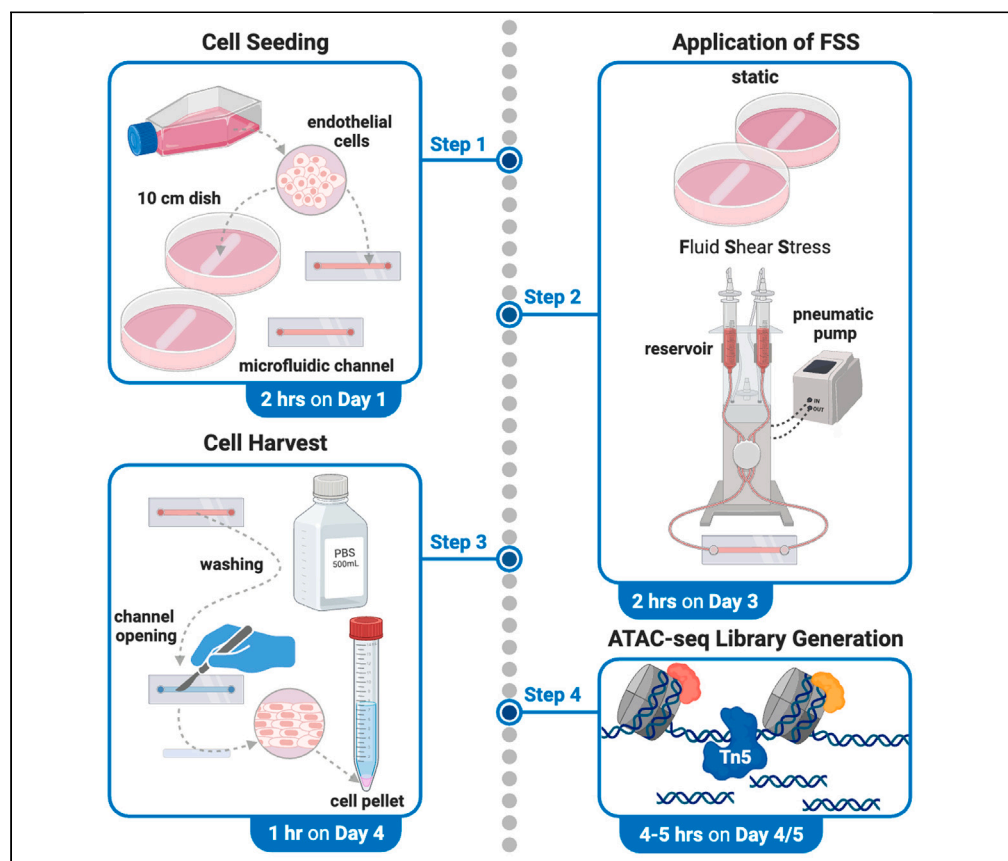 Cell Seeding
endothelial
cells
10 cm dish
microfluidic channel
2 hrs on Day 1
Step 1
Application of FSS
static
Fluid Shear Stress
reservoir
pneumatic
pump
IN
OUT
2 hrs on Day 3
Step 2
Cell Harvest
PBS
500mL
washing
channel
opening
cell pellet
1 hr on Day 4
Step 3
ATAC-seq Library Generation
Tn5
4-5 hrs on Day 4/5
Step 4